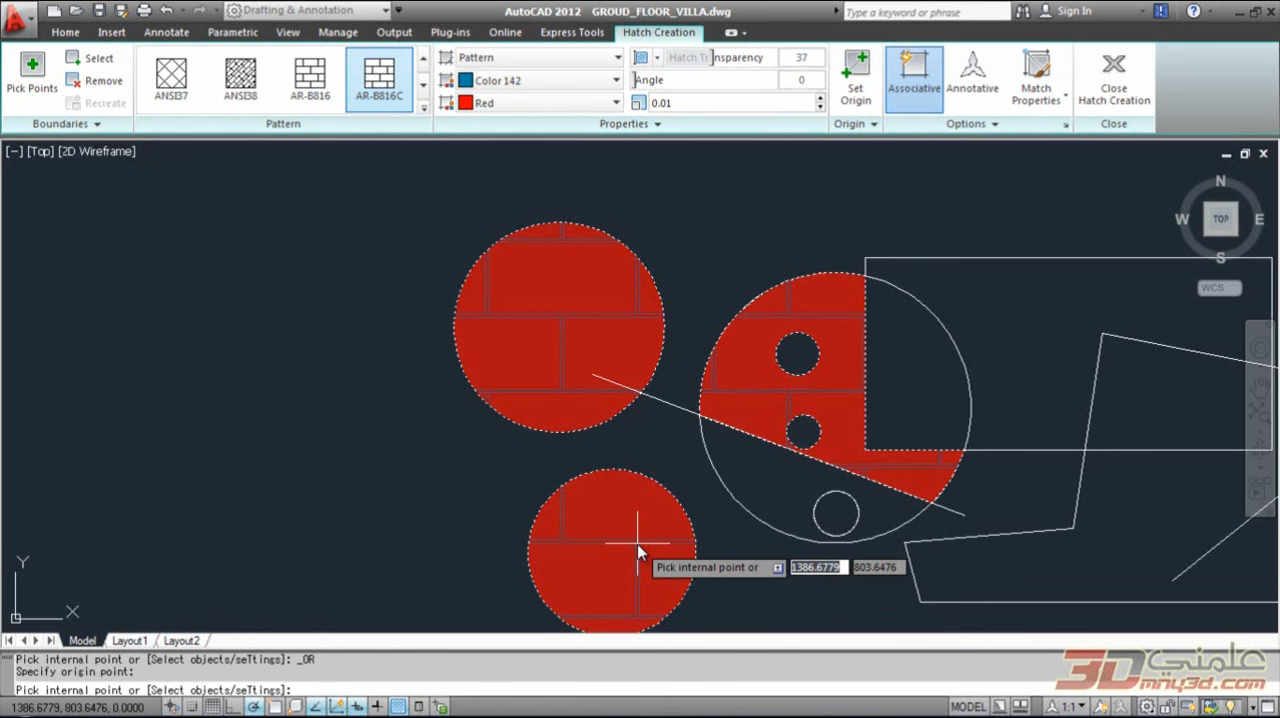 Drafting & Annotation
AutoCAD 2012 GROUD_FLOOR_VILLA.dwg
Type a keyword or phrase
Sign In
Home Insert Annotate Parametric View Manage Output Plug-ins Online Express Tools Hatch Creation
Pick Points
Select
Remove
Recreate
Boundaries
ANSI37
ANSI38
AR-B816
AR-B816C
Pattern
Pattern
Color 142
Red
Hatch Tr nsparency 37
Angle 0
0.01
Properties
Set
Origin
Origin
Associative
Annotative
Match
Properties
Options
Close
Hatch Creation
Close
[−] [Top] [2D Wireframe]
N
W TOP E
S
WCS
Pick internal point or 1386.6779 803.6476
Y
X
Model Layout1 Layout2
Pick internal point or [Select objects/seTtings]: _OR
Specify origin point:
Pick internal point or [Select objects/seTtings]:
علمني
3D
mny3d.com
1386.6779, 803.6476, 0.0000
MODEL
1:1